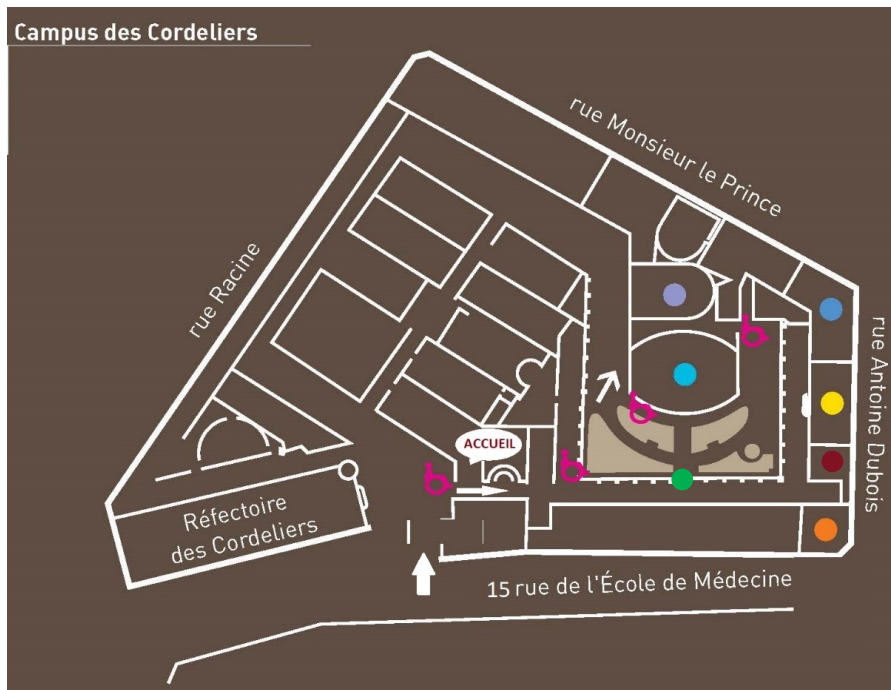 Campus des Cordeliers
rue Monsieur le Prince
rue Racine
rue Antoine Dubois
ACCUEIL
Réfectoire
des Cordeliers
15 rue de l'École de Médecine